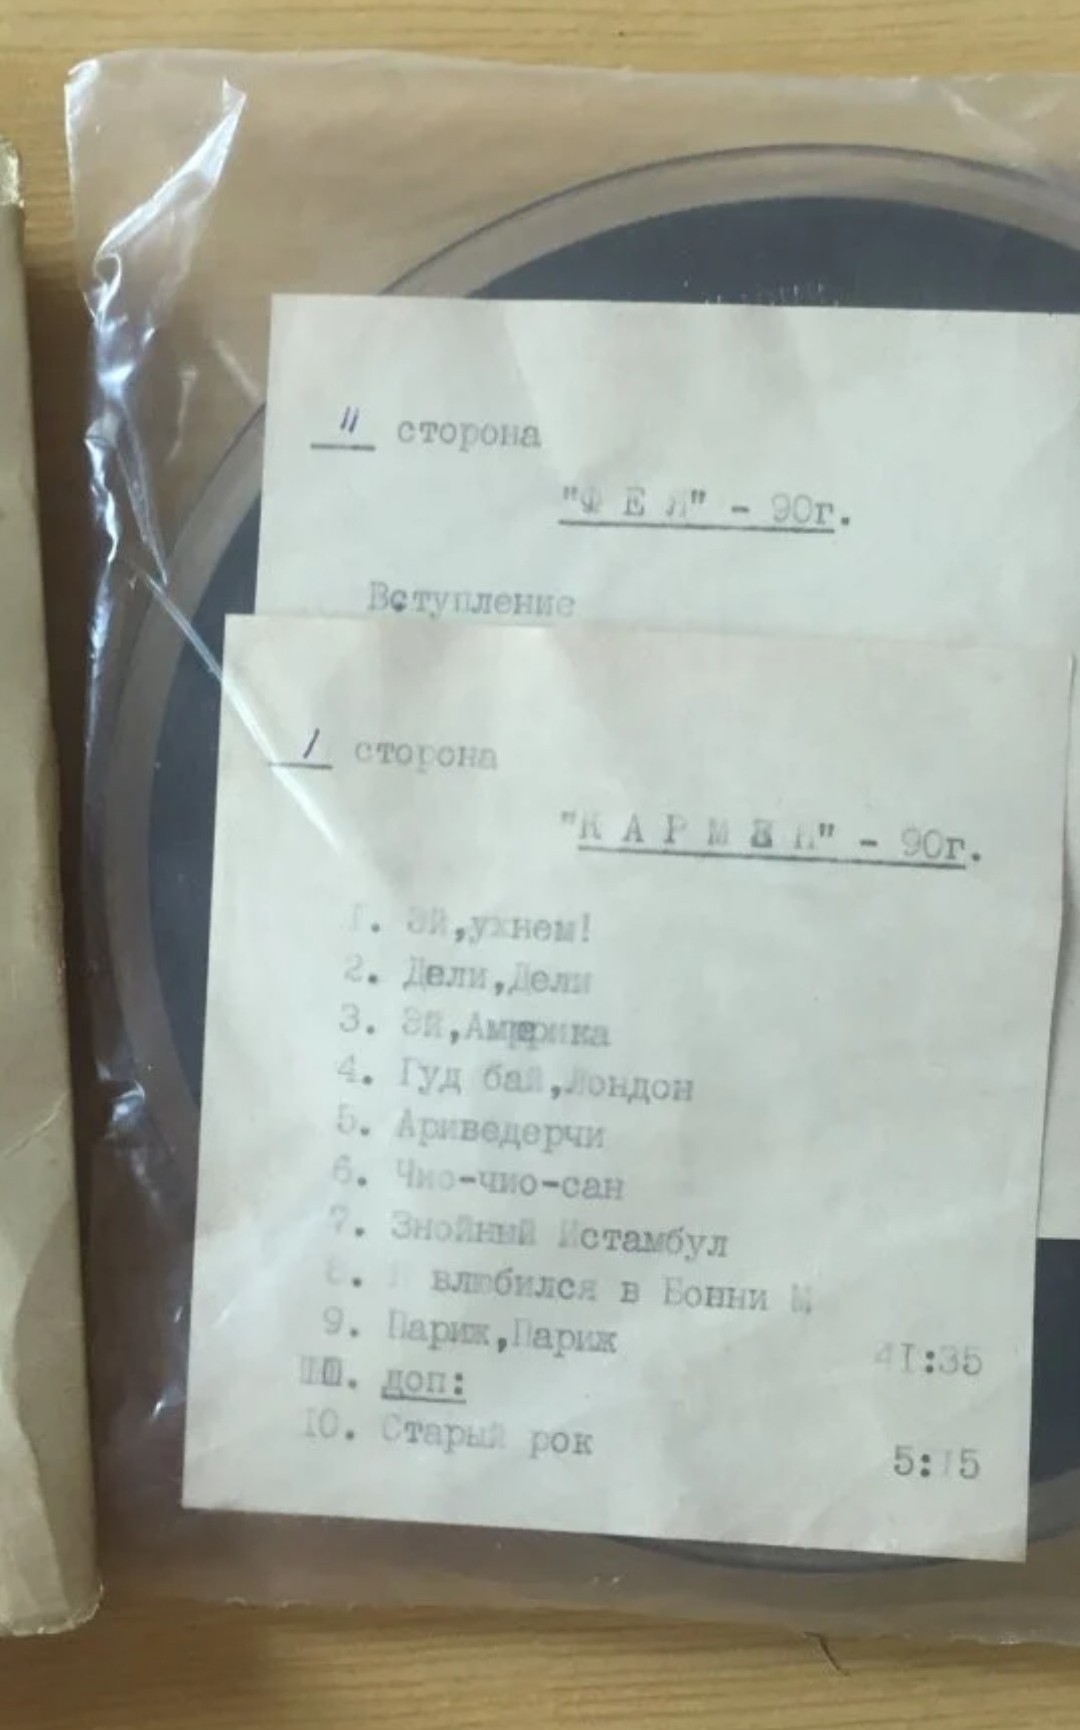 II сторона
"Ф Е Я" - 90г.
Вступление
I сторона
"К А Р М Е Н" - 90г.
1. Эй,ухнем!
2. Дели,Дели
3. Эй,Америка
4. Гуд бай,Лондон
5. Ариведерчи
6. Чио-чио-сан
7. Знойный Истамбул
8. Я влюбился в Бонни М
9. Париж,Париж 41:35
10. доп:
10. Старый рок 5:15